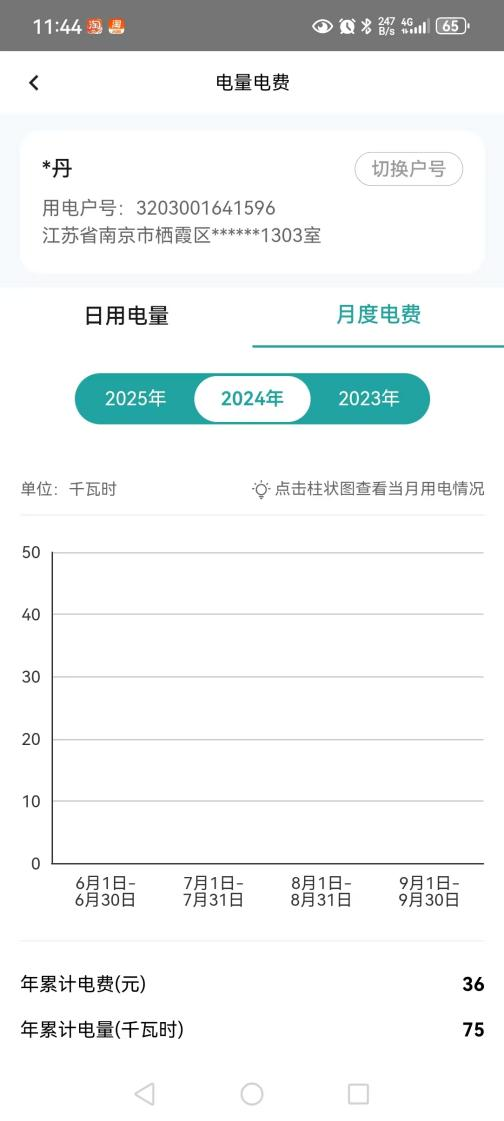 11:44 淘 淘 247 B/s 4G 65
电量电费
*丹 切换户号
用电户号：3203001641596
江苏省南京市栖霞区******1303室
日用电量 月度电费
2025年 2024年 2023年
单位：千瓦时 点击柱状图查看当月用电情况
50
40
30
20
10
0
6月1日- 7月1日- 8月1日- 9月1日-
6月30日 7月31日 8月31日 9月30日
年累计电费(元) 36
年累计电量(千瓦时) 75